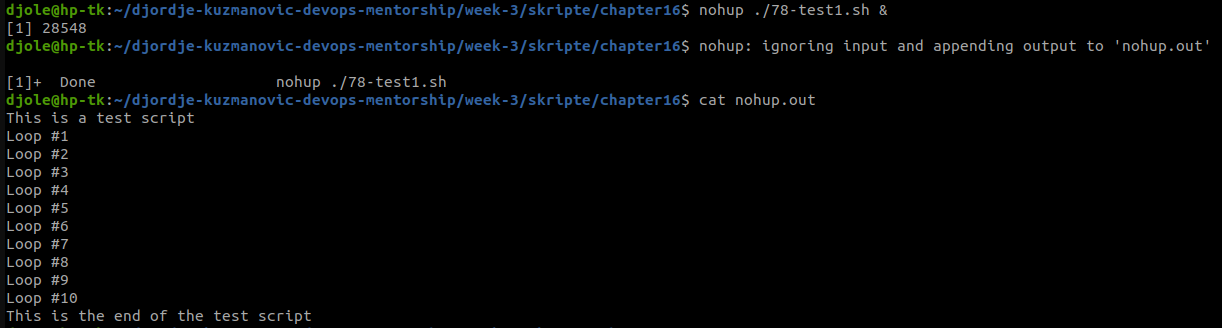 djole@hp-tk:~/djordje-kuzmanovic-devops-mentorship/week-3/skripte/chapter16$ nohup ./78-test1.sh &
[1] 28548
djole@hp-tk:~/djordje-kuzmanovic-devops-mentorship/week-3/skripte/chapter16$ nohup: ignoring input and appending output to 'nohup.out'
[1]+  Done                    nohup ./78-test1.sh
djole@hp-tk:~/djordje-kuzmanovic-devops-mentorship/week-3/skripte/chapter16$ cat nohup.out
This is a test script
Loop #1
Loop #2
Loop #3
Loop #4
Loop #5
Loop #6
Loop #7
Loop #8
Loop #9
Loop #10
This is the end of the test script